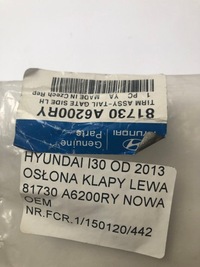 81730 A6200RY
TIRM ASSY-TAIL GATE SIDE LH
1 PC YA MADE IN Czech Rep
Genuine
Parts
HYUNDAI
HYUNDAI I30 OD 2013
OSŁONA KLAPY LEWA
81730 A6200RY NOWA
OEM
NR.FCR.1/150120/442